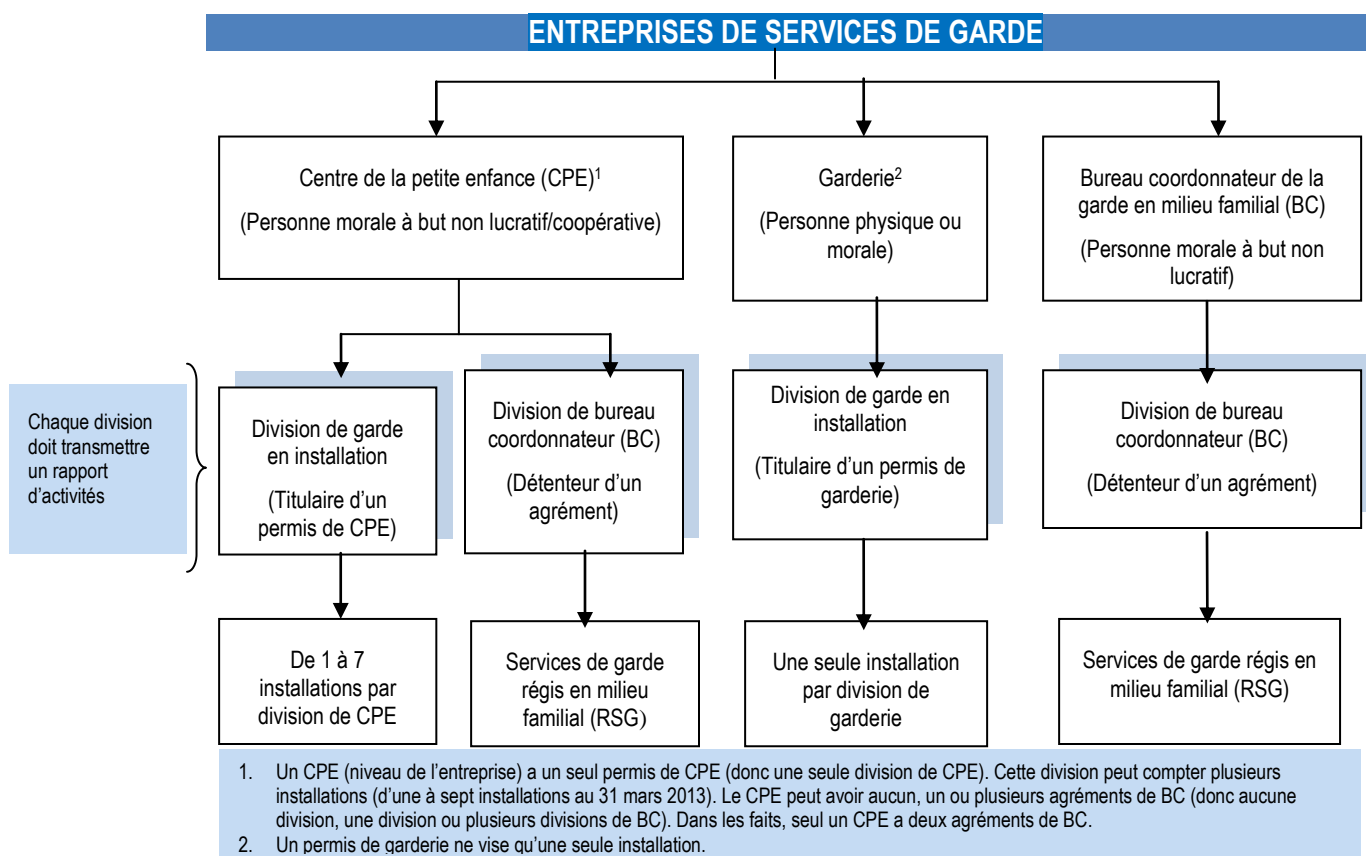 ENTREPRISES DE SERVICES DE GARDE
Centre de la petite enfance (CPE)1
(Personne morale à but non lucratif/coopérative)
Garderie2
(Personne physique ou
morale)
Bureau coordonnateur de la
garde en milieu familial (BC)
(Personne morale à but non
lucratif)
Chaque division
doit transmettre
un rapport
d’activités
Division de garde
en installation
(Titulaire d’un
permis de CPE)
Division de bureau
coordonnateur (BC)
(Détenteur d’un
agrément)
Division de garde en
installation
(Titulaire d’un permis de
garderie)
Division de bureau
coordonnateur (BC)
(Détenteur d’un agrément)
De 1 à 7
installations par
division de CPE
Services de garde
régis en milieu
familial (RSG)
Une seule installation
par division de
garderie
Services de garde régis en
milieu familial (RSG)
1. Un CPE (niveau de l’entreprise) a un seul permis de CPE (donc une seule division de CPE). Cette division peut compter plusieurs
installations (d’une à sept installations au 31 mars 2013). Le CPE peut avoir aucun, un ou plusieurs agréments de BC (donc aucune
division, une division ou plusieurs divisions de BC). Dans les faits, seul un CPE a deux agréments de BC.
2. Un permis de garderie ne vise qu’une seule installation.